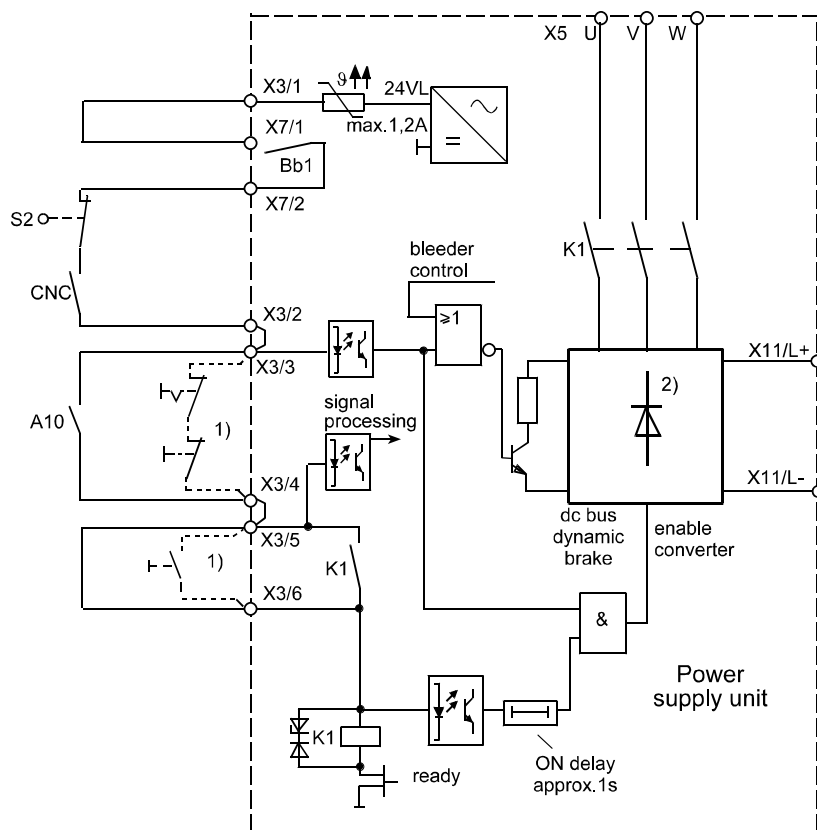 X5 U V W
X3/1
ϑ
24VL
X7/1
max.1,2A
=
Bb1
X7/2
S2
K1
bleeder
control
CNC
X3/2
⩾1
X3/3
X11/L+
2)
signal
processing
A10
1)
X3/4
X11/L-
X3/5
dc bus
dynamic
brake
enable
converter
1)
K1
X3/6
&
Power
supply unit
K1
ON delay
approx.1s
ready